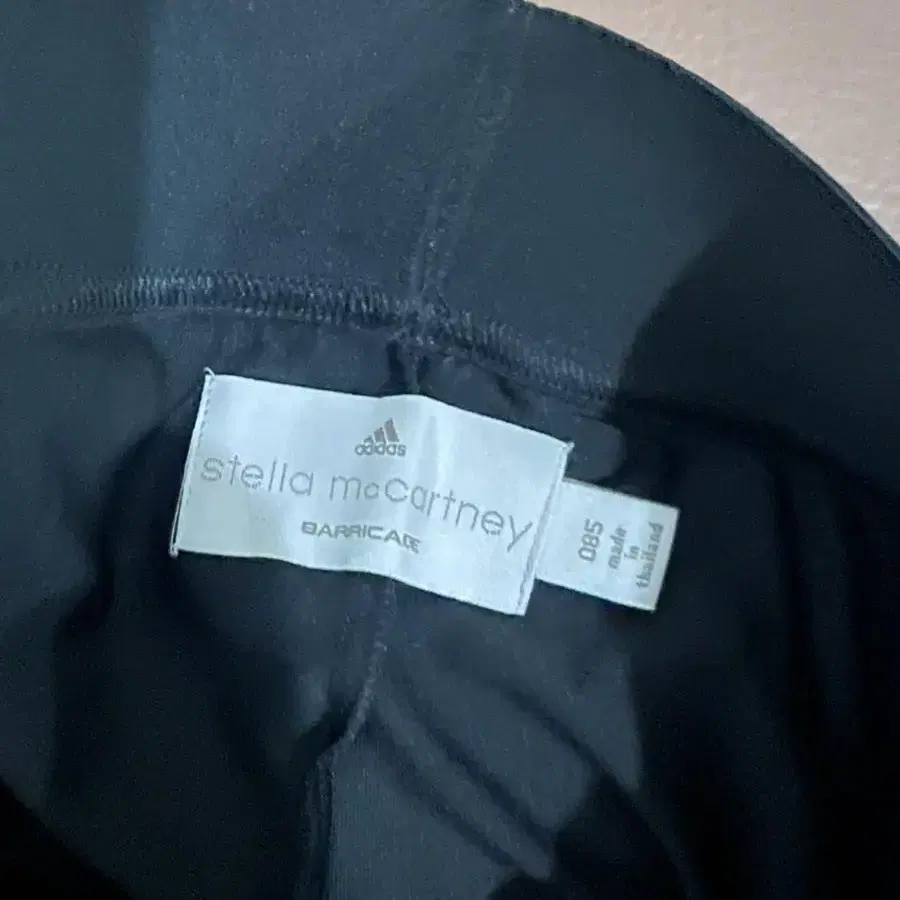 adidas
stella mcCartney
BARRICADE
085
made
in
thailand